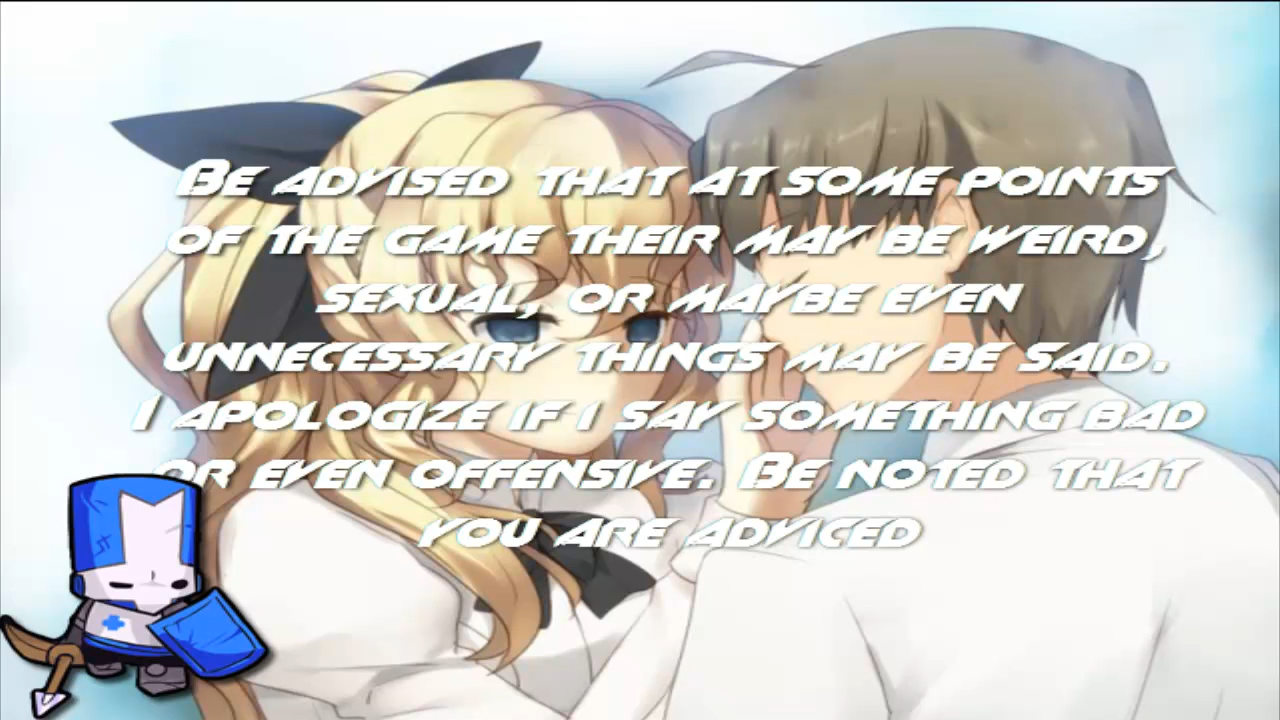 Be advised that at some points
of the game their may be weird,
sexual, or maybe even
unnecessary things may be said.
I apologize if i say something bad
or even offensive. Be noted that
you are adviced